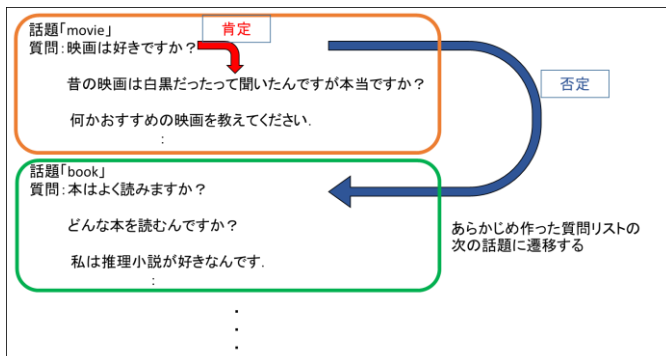 話題「movie」
肯定
質問：映画は好きですか？
昔の映画は白黒だったって聞いたんですが本当ですか？
否定
何かおすすめの映画を教えてください.
:
話題「book」
質問：本はよく読みますか？
どんな本を読むんですか？
あらかじめ作った質問リストの
次の話題に遷移する
私は推理小説が好きなんです.
:
・
・
・